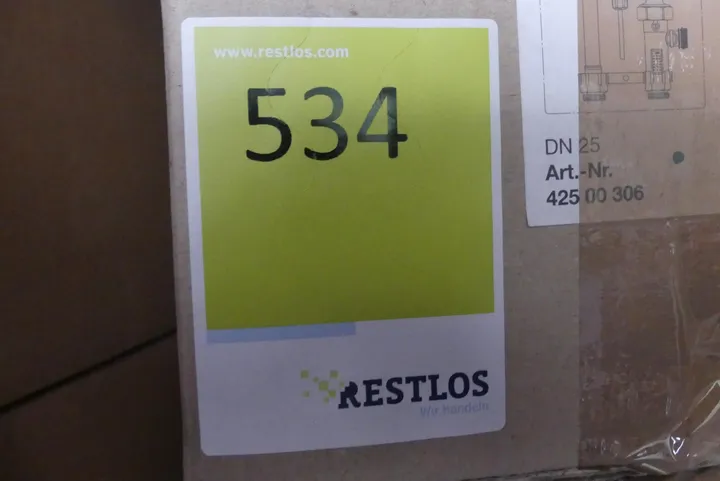 www.restlos.com
534
RESTLOS
Wir handeln
DN 25
Art.-Nr.
425 00 306